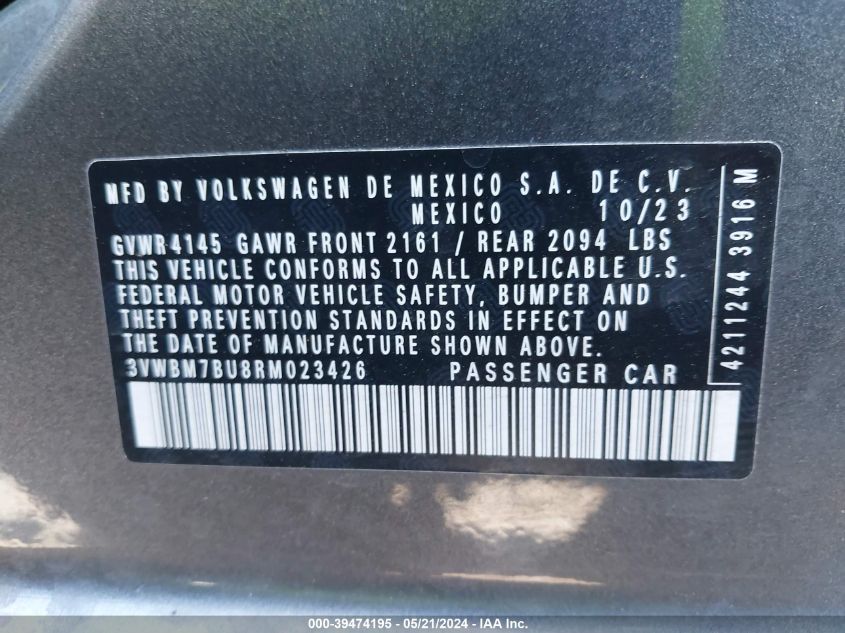 MFD BY VOLKSWAGEN DE MEXICO S.A. DE C.V.
MEXICO 10/23
GVWR 4145 GAWR FRONT 2161 / REAR 2094 LBS
THIS VEHICLE CONFORMS TO ALL APPLICABLE U.S.
FEDERAL MOTOR VEHICLE SAFETY, BUMPER AND
THEFT PREVENTION STANDARDS IN EFFECT ON
THE DATE OF MANUFACTURE SHOWN ABOVE.
3VWBM7BU8RM023426 PASSENGER CAR
4211244 3916 M
000-39474195 - 05/21/2024 - IAA Inc.